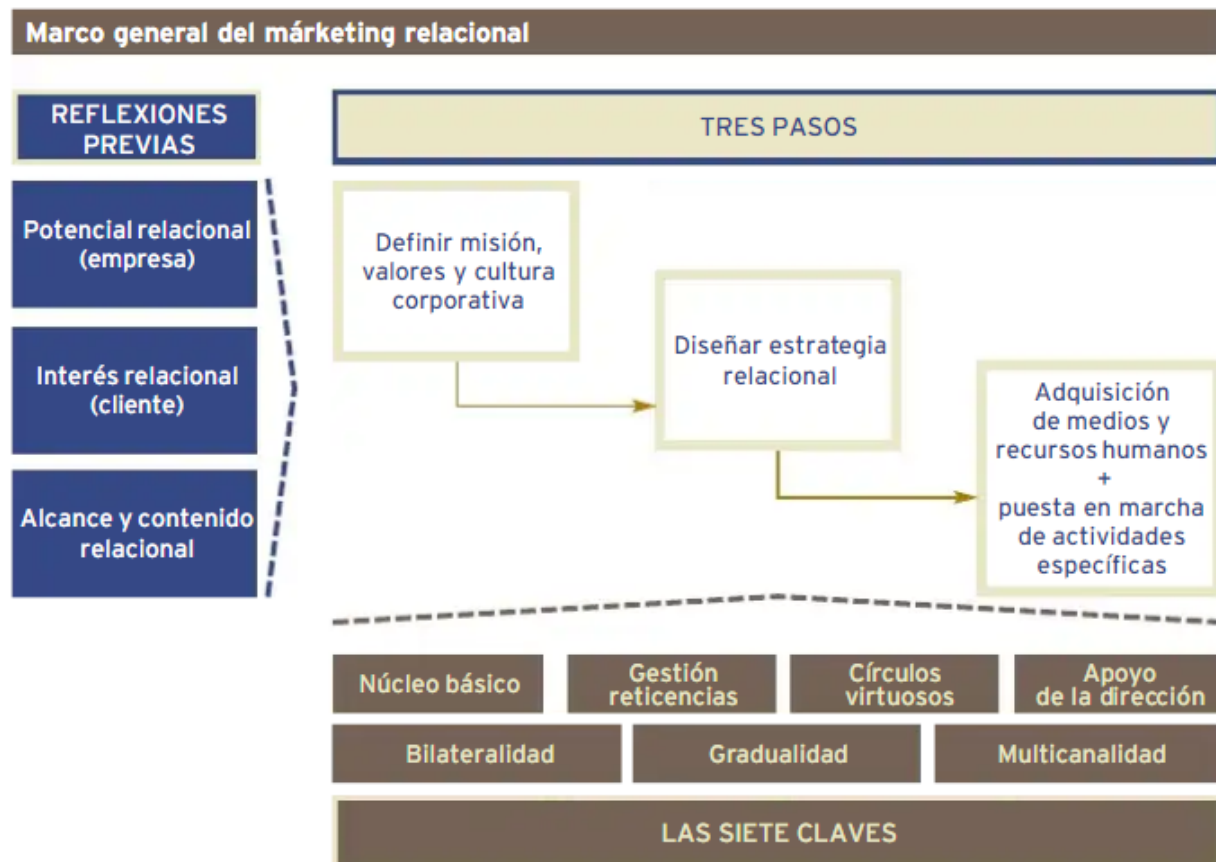 Marco general del márketing relacional
REFLEXIONES
PREVIAS
TRES PASOS
Potencial relacional
(empresa)
Interés relacional
(cliente)
Alcance y contenido
relacional
Definir misión,
valores y cultura
corporativa
Diseñar estrategia
relacional
Adquisición
de medios y
recursos humanos
+
puesta en marcha
de actividades
específicas
Núcleo básico
Gestión
reticencias
Círculos
virtuosos
Apoyo
de la dirección
Bilateralidad
Gradualidad
Multicanalidad
LAS SIETE CLAVES